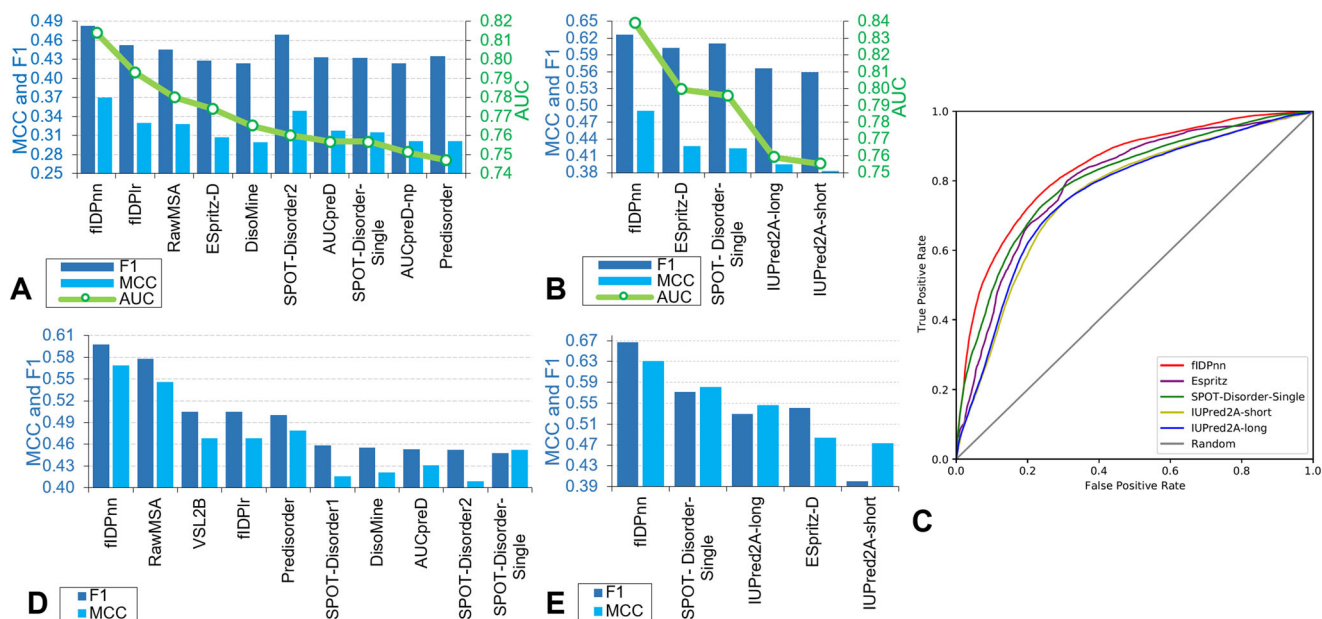 MCC and F1
0.49
0.46
0.43
0.40
0.37
0.34
0.31
0.28
0.25
0.82
0.81
0.80
0.79
0.78
0.77
0.76
0.75
0.74
AUC
flDPnn
flDPlr
RawMSA
ESpritz-D
DisoMine
SPOT-Disorder2
AUCpreD
SPOT-Disorder-
Single
AUCpreD-np
Predisorder
A
F1
MCC
AUC
MCC and F1
0.65
0.62
0.59
0.56
0.53
0.50
0.47
0.44
0.41
0.38
0.84
0.83
0.82
0.81
0.80
0.79
0.78
0.77
0.76
0.75
AUC
flDPnn
ESpritz-D
SPOT- Disorder-
Single
IUPred2A-long
IUPred2A-short
B
F1
MCC
AUC
True Positive Rate
1.0
0.8
0.6
0.4
0.2
0.0
0.0
0.2
0.4
0.6
0.8
1.0
False Positive Rate
flDPnn
Espritz
SPOT-Disorder-Single
IUPred2A-short
IUPred2A-long
Random
C
MCC and F1
0.61
0.58
0.55
0.52
0.49
0.46
0.43
0.40
flDPnn
RawMSA
VSL2B
flDPlr
Predisorder
SPOT-Disorder1
DisoMine
AUCpreD
SPOT-Disorder2
SPOT-Disorder-
Single
D
F1
MCC
MCC and F1
0.67
0.63
0.59
0.55
0.51
0.47
0.43
0.39
flDPnn
SPOT- Disorder-
Single
IUPred2A-long
ESpritz-D
IUPred2A-short
E
F1
MCC